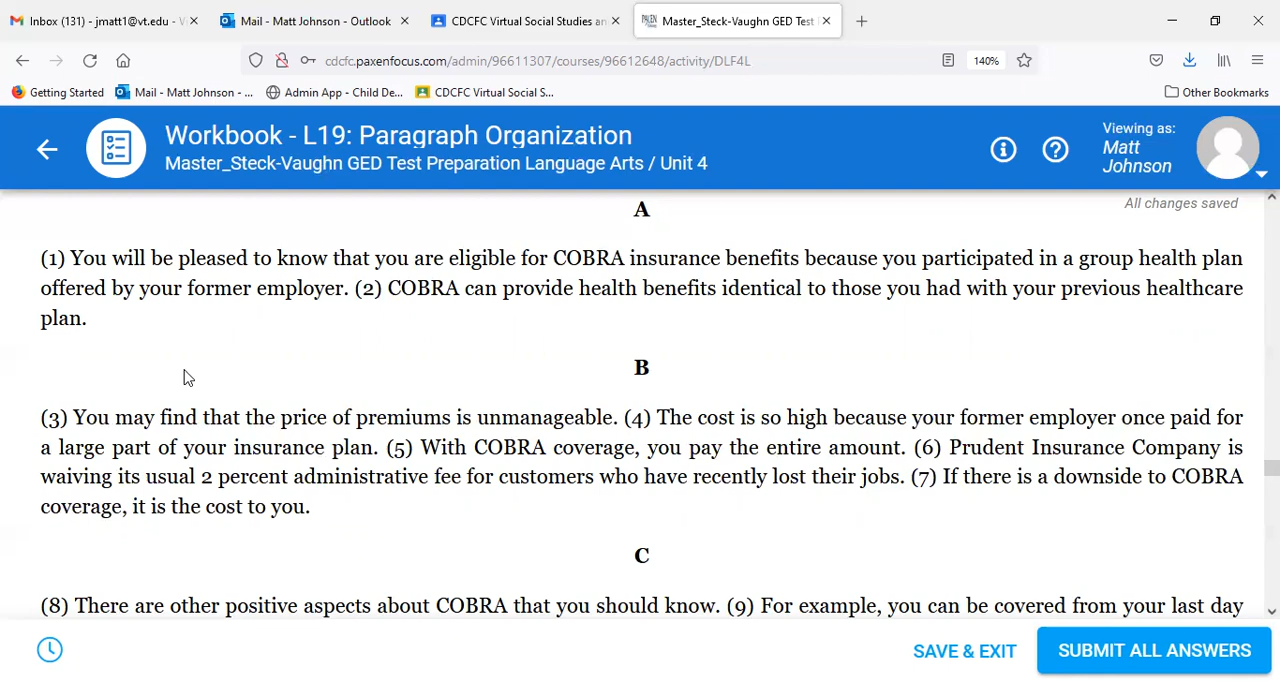 Inbox (131) - jmatt1@vt.edu - V
Mail - Matt Johnson - Outlook
CDCFC Virtual Social Studies an
PAXEN
Master_Steck-Vaughn GED Test
cdcfc.paxenfocus.com/admin/96611307/courses/96612648/activity/DLF4L
140%
Getting Started
Mail - Matt Johnson - ...
Admin App - Child De...
CDCFC Virtual Social S...
Other Bookmarks
Workbook - L19: Paragraph Organization
Master_Steck-Vaughn GED Test Preparation Language Arts / Unit 4
Viewing as:
Matt
Johnson
All changes saved
A
(1) You will be pleased to know that you are eligible for COBRA insurance benefits because you participated in a group health plan
offered by your former employer. (2) COBRA can provide health benefits identical to those you had with your previous healthcare
plan.
B
(3) You may find that the price of premiums is unmanageable. (4) The cost is so high because your former employer once paid for
a large part of your insurance plan. (5) With COBRA coverage, you pay the entire amount. (6) Prudent Insurance Company is
waiving its usual 2 percent administrative fee for customers who have recently lost their jobs. (7) If there is a downside to COBRA
coverage, it is the cost to you.
C
(8) There are other positive aspects about COBRA that you should know. (9) For example, you can be covered from your last day
SAVE & EXIT
SUBMIT ALL ANSWERS